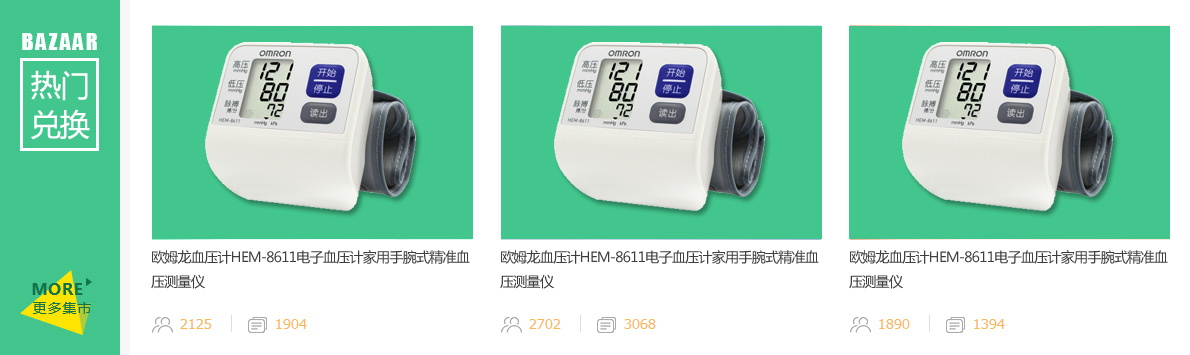 BAZAAR
热门
兑换
MORE
更多集市
OMRON
高压
mmHg
121
低压
mmHg
80
脉搏
搏/分
72
mmHg kPa
HEM-8611
开始
停止
读出
欧姆龙血压计HEM-8611电子血压计家用手腕式精准血
压测量仪
2125
1904
OMRON
高压
mmHg
121
低压
mmHg
80
脉搏
搏/分
72
mmHg kPa
HEM-8611
开始
停止
读出
欧姆龙血压计HEM-8611电子血压计家用手腕式精准血
压测量仪
2702
3068
OMRON
高压
mmHg
121
低压
mmHg
80
脉搏
搏/分
72
mmHg kPa
HEM-8611
开始
停止
读出
欧姆龙血压计HEM-8611电子血压计家用手腕式精准血
压测量仪
1890
1394